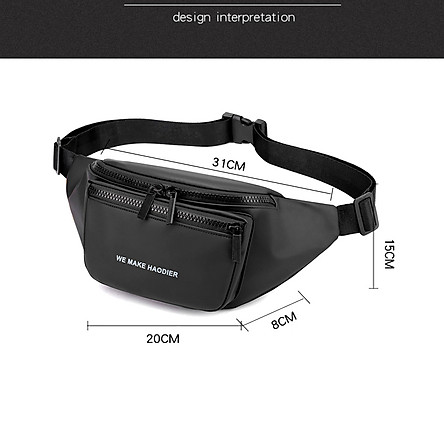 design interpretation
31CM
WE MAKE HAODIER
15CM
8CM
20CM